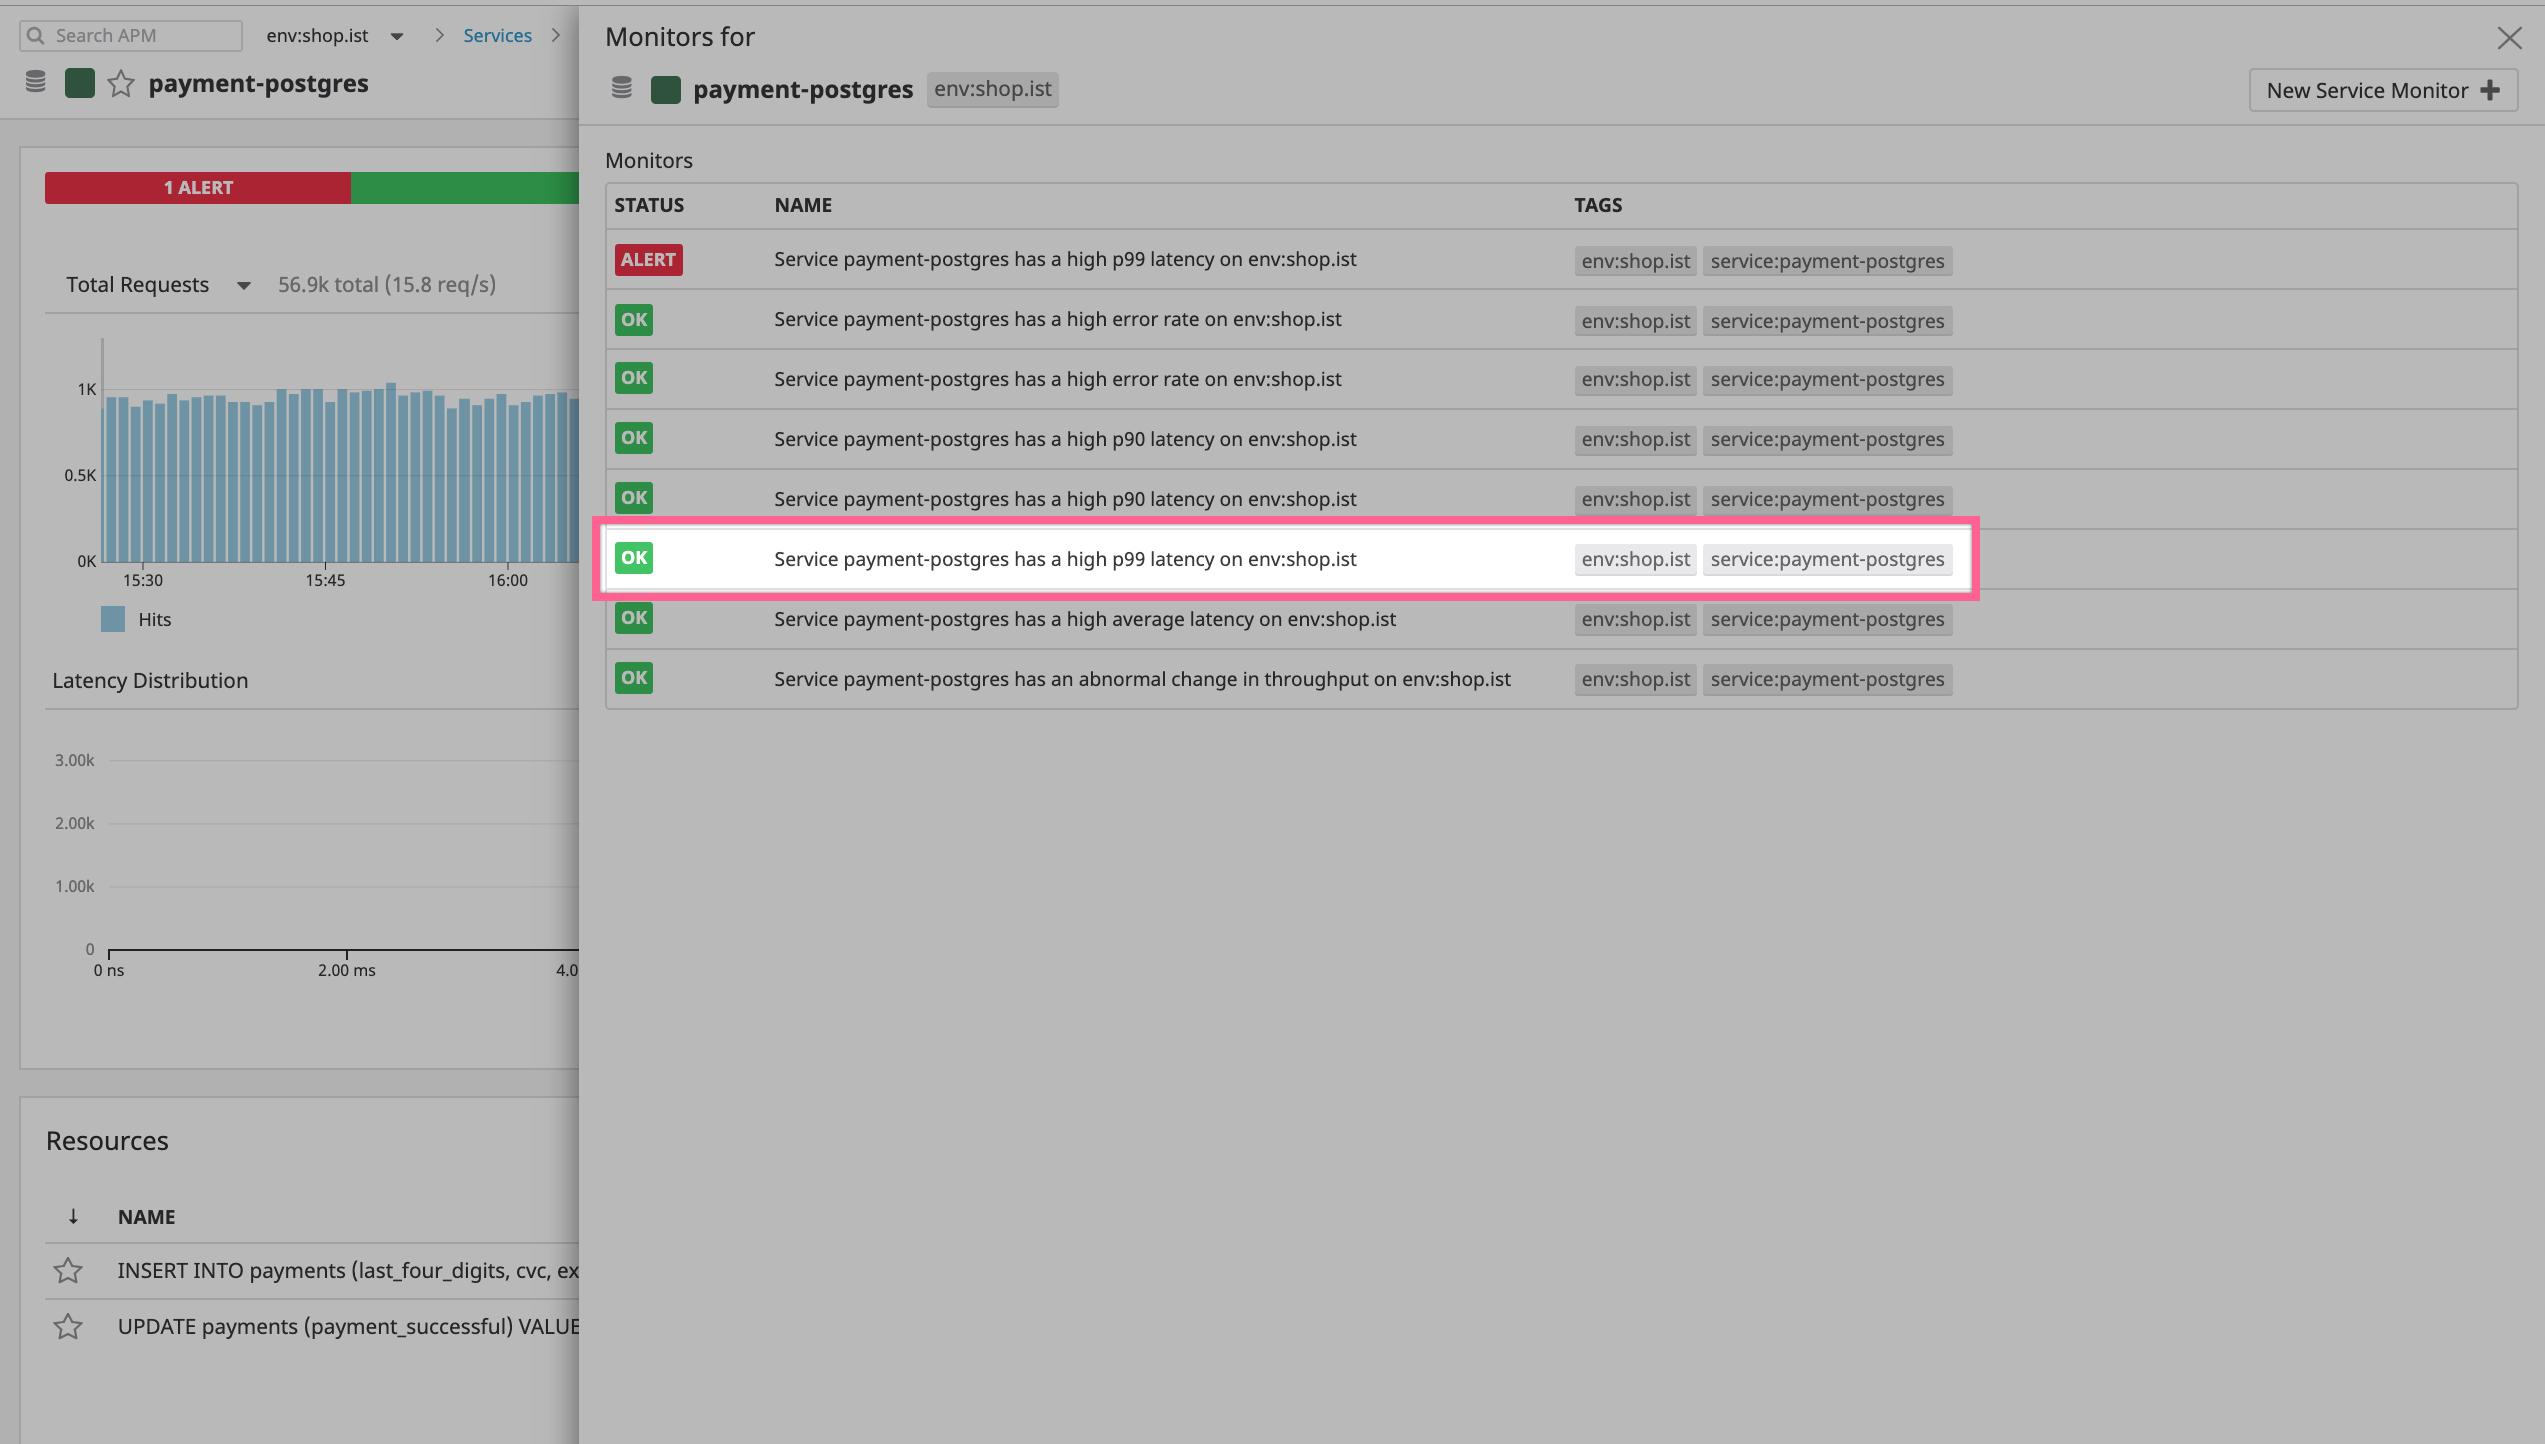 Search APM
env:shop.ist
Services
payment-postgres
1 ALERT
Total Requests 56.9k total (15.8 req/s)
1K
0.5K
0K
15:30 15:45 16:00
Hits
Latency Distribution
3.00k
2.00k
1.00k
0
0 ns 2.00 ms 4.0
Resources
NAME
INSERT INTO payments (last_four_digits, cvc, ex
UPDATE payments (payment_successful) VALUE
Monitors for
payment-postgres env:shop.ist
New Service Monitor
Monitors
STATUS NAME TAGS
ALERT Service payment-postgres has a high p99 latency on env:shop.ist env:shop.ist service:payment-postgres
OK Service payment-postgres has a high error rate on env:shop.ist env:shop.ist service:payment-postgres
OK Service payment-postgres has a high error rate on env:shop.ist env:shop.ist service:payment-postgres
OK Service payment-postgres has a high p90 latency on env:shop.ist env:shop.ist service:payment-postgres
OK Service payment-postgres has a high p90 latency on env:shop.ist env:shop.ist service:payment-postgres
OK Service payment-postgres has a high p99 latency on env:shop.ist env:shop.ist service:payment-postgres
OK Service payment-postgres has a high average latency on env:shop.ist env:shop.ist service:payment-postgres
OK Service payment-postgres has an abnormal change in throughput on env:shop.ist env:shop.ist service:payment-postgres